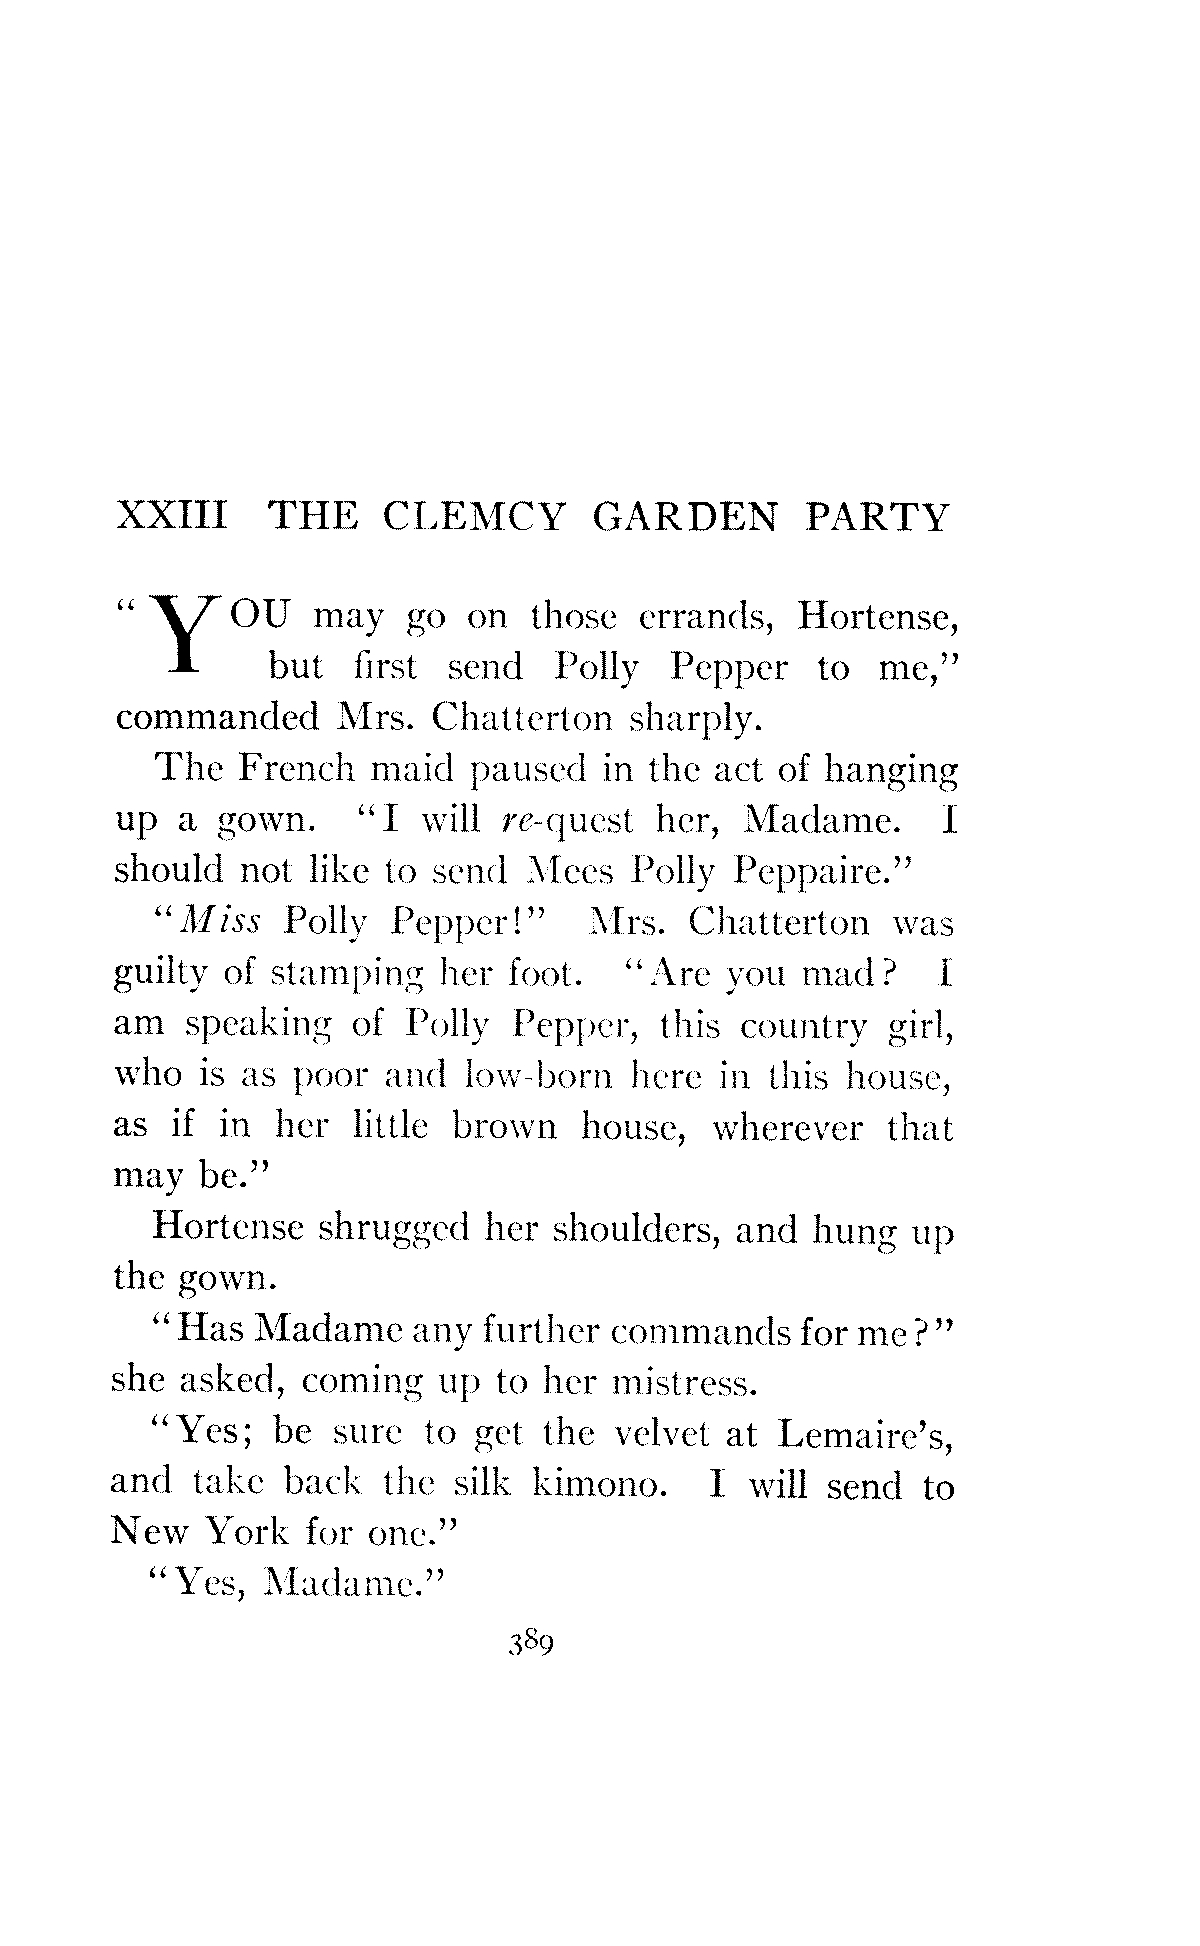 XXIII THE CLEMCY GARDEN PARTY
"YOU may go on those errands, Hortense,
but first send Polly Pepper to me,"
commanded Mrs. Chatterton sharply.
The French maid paused in the act of hanging
up a gown. "I will re-quest her, Madame. I
should not like to send Mees Polly Peppaire."
"Miss Polly Pepper!" Mrs. Chatterton was
guilty of stamping her foot. "Are you mad? I
am speaking of Polly Pepper, this country girl,
who is as poor and low-born here in this house,
as if in her little brown house, wherever that
may be."
Hortense shrugged her shoulders, and hung up
the gown.
"Has Madame any further commands for me?"
she asked, coming up to her mistress.
"Yes; be sure to get the velvet at Lemaire's,
and take back the silk kimono. I will send to
New York for one."
"Yes, Madame."
389